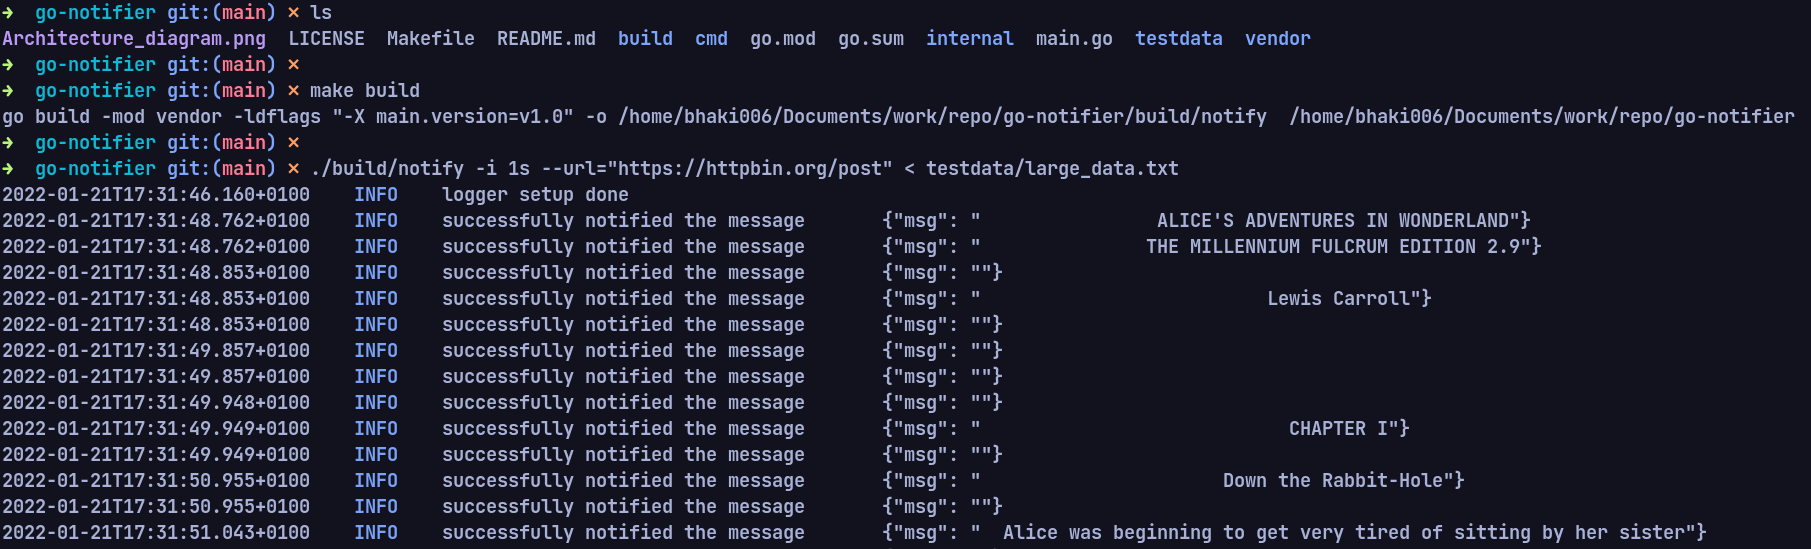 ➜  go-notifier git:(main) ✗ ls
Architecture_diagram.png  LICENSE  Makefile  README.md  build  cmd  go.mod  go.sum  internal  main.go  testdata  vendor
➜  go-notifier git:(main) ✗
➜  go-notifier git:(main) ✗ make build
go build -mod vendor -ldflags "-X main.version=v1.0" -o /home/bhaki006/Documents/work/repo/go-notifier/build/notify  /home/bhaki006/Documents/work/repo/go-notifier
➜  go-notifier git:(main) ✗
➜  go-notifier git:(main) ✗ ./build/notify -i 1s --url="https://httpbin.org/post" < testdata/large_data.txt
2022-01-21T17:31:46.160+0100    INFO    logger setup done
2022-01-21T17:31:48.762+0100    INFO    successfully notified the message       {"msg": "                ALICE'S ADVENTURES IN WONDERLAND"}
2022-01-21T17:31:48.762+0100    INFO    successfully notified the message       {"msg": "               THE MILLENNIUM FULCRUM EDITION 2.9"}
2022-01-21T17:31:48.853+0100    INFO    successfully notified the message       {"msg": ""}
2022-01-21T17:31:48.853+0100    INFO    successfully notified the message       {"msg": "                          Lewis Carroll"}
2022-01-21T17:31:48.853+0100    INFO    successfully notified the message       {"msg": ""}
2022-01-21T17:31:49.857+0100    INFO    successfully notified the message       {"msg": ""}
2022-01-21T17:31:49.857+0100    INFO    successfully notified the message       {"msg": ""}
2022-01-21T17:31:49.948+0100    INFO    successfully notified the message       {"msg": ""}
2022-01-21T17:31:49.949+0100    INFO    successfully notified the message       {"msg": "                            CHAPTER I"}
2022-01-21T17:31:49.949+0100    INFO    successfully notified the message       {"msg": ""}
2022-01-21T17:31:50.955+0100    INFO    successfully notified the message       {"msg": "                      Down the Rabbit-Hole"}
2022-01-21T17:31:50.955+0100    INFO    successfully notified the message       {"msg": ""}
2022-01-21T17:31:51.043+0100    INFO    successfully notified the message       {"msg": "  Alice was beginning to get very tired of sitting by her sister"}